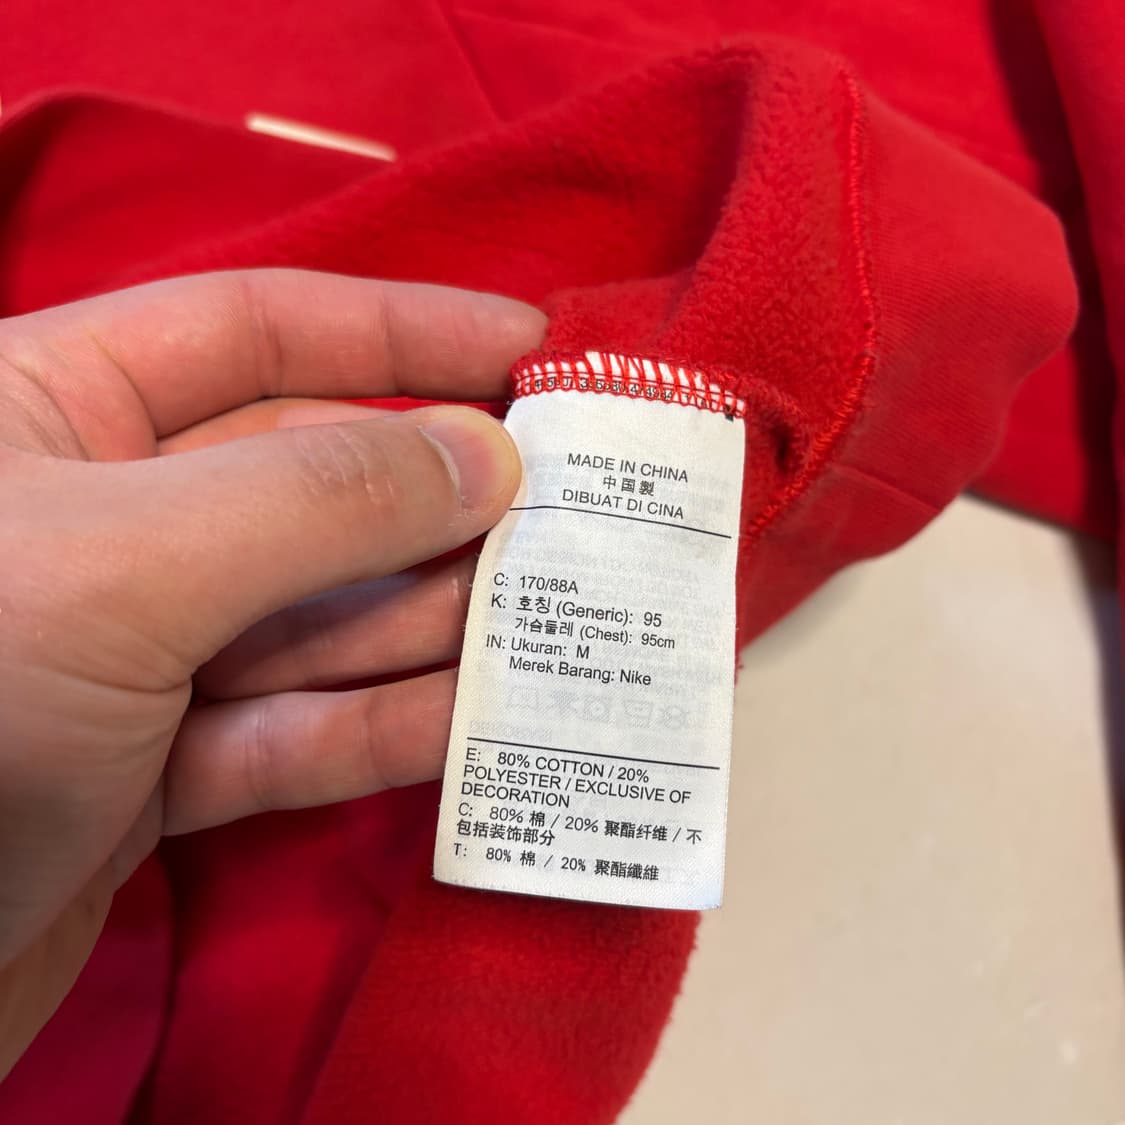 MADE IN CHINA
中国製
DIBUAT DI CINA
C: 170/88A
K: 호칭 (Generic): 95
가슴둘레 (Chest): 95cm
IN: Ukuran: M
Merek Barang: Nike
E: 80% COTTON / 20%
POLYESTER / EXCLUSIVE OF
DECORATION
C: 80% 棉 / 20% 聚酯纤维 / 不
包括装饰部分
T: 80% 棉 / 20% 聚酯纖維